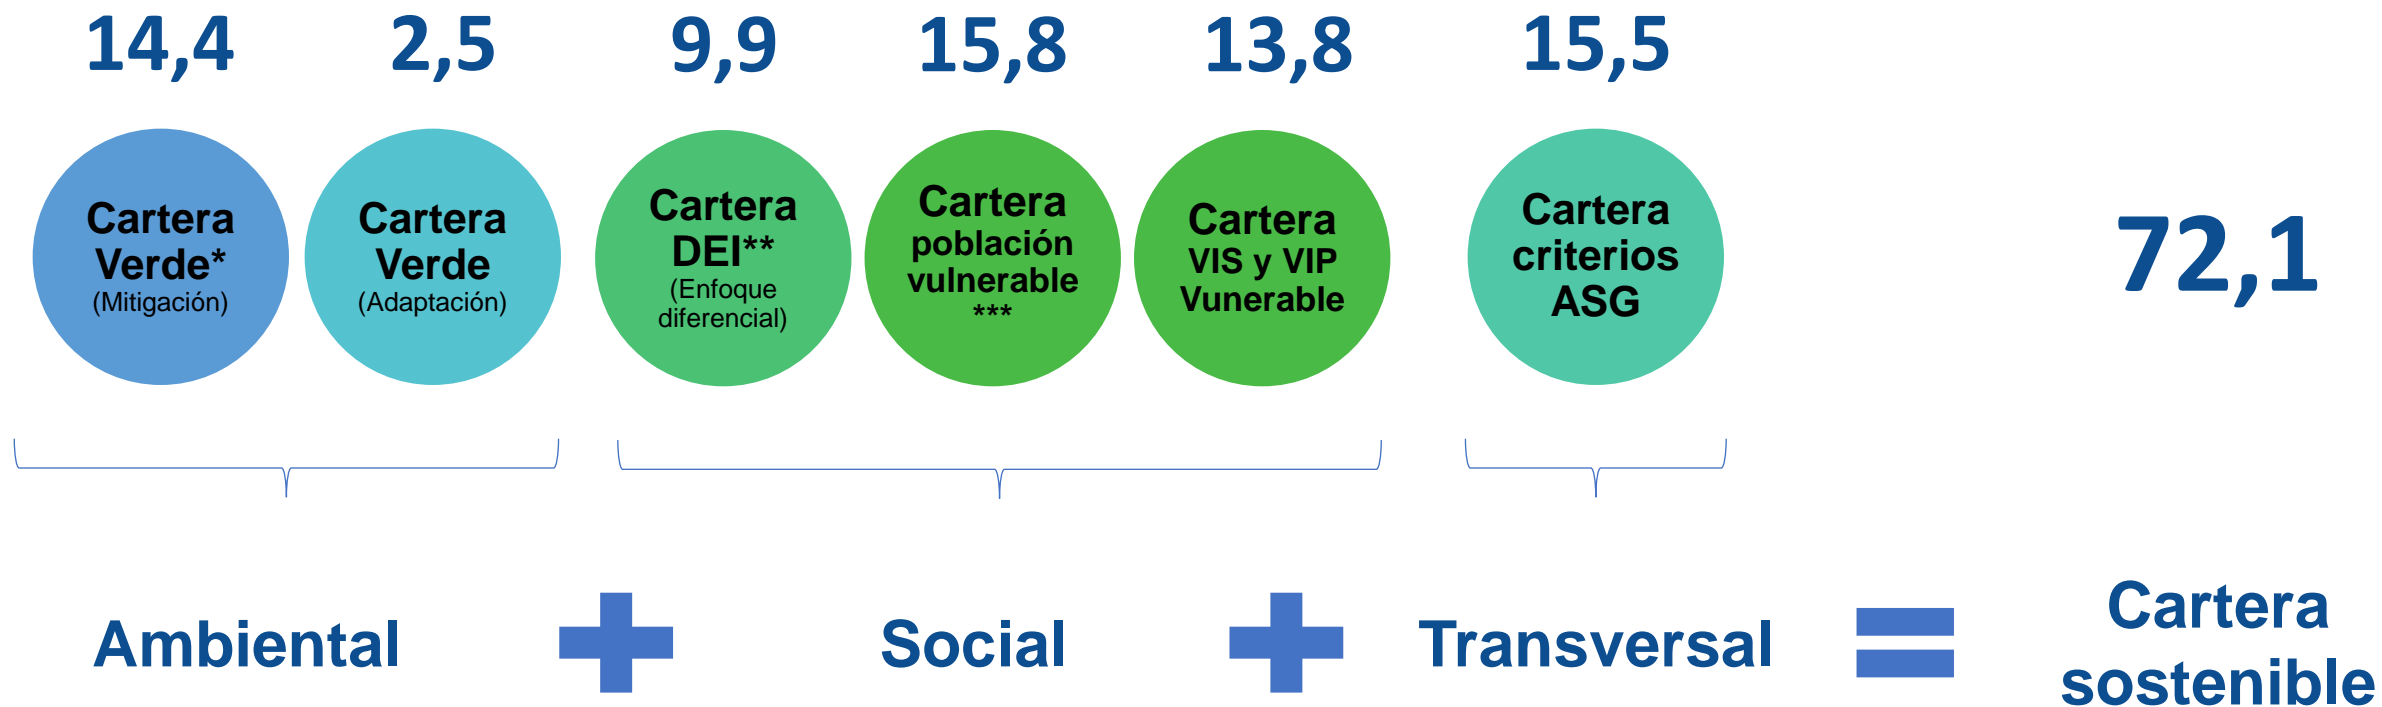 14,4
2,5
9,9
15,8
13,8
15,5
Cartera
Verde*
(Mitigación)
Cartera
Verde
(Adaptación)
Cartera
DEI**
(Enfoque
diferencial)
Cartera
población
vulnerable
***
Cartera
VIS y VIP
Vunerable
Cartera
criterios
ASG
72,1
Ambiental
Social
Transversal
Cartera
sostenible